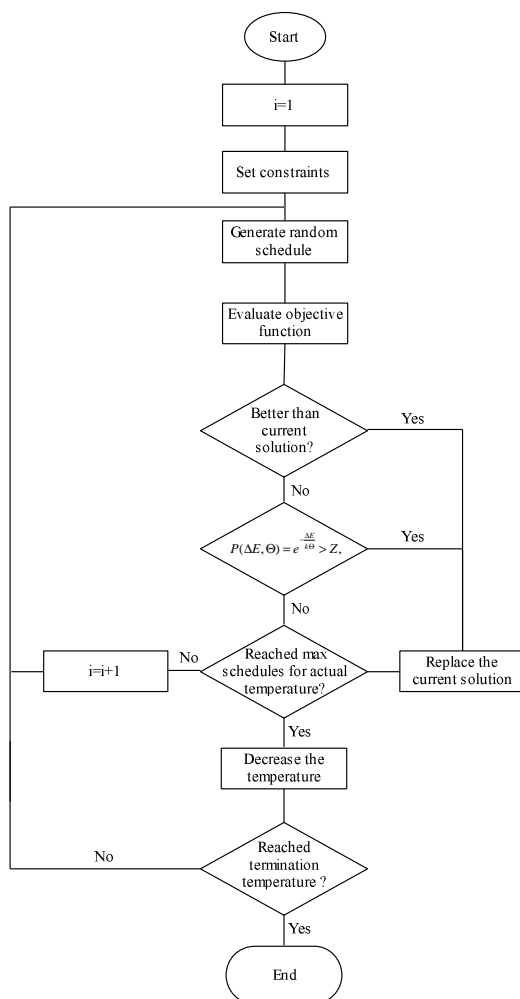 Start
i=1
Set constraints
Generate random
schedule
Evaluate objective
function
Better than
current
solution?
Yes
No
P(ΔE,Θ)=e^{-ΔE/kΘ}>Z,
Yes
No
Reached max
schedules for actual
temperature?
No
i=i+1
Replace the
current solution
Yes
Decrease the
temperature
Reached
termination
temperature ?
No
Yes
End